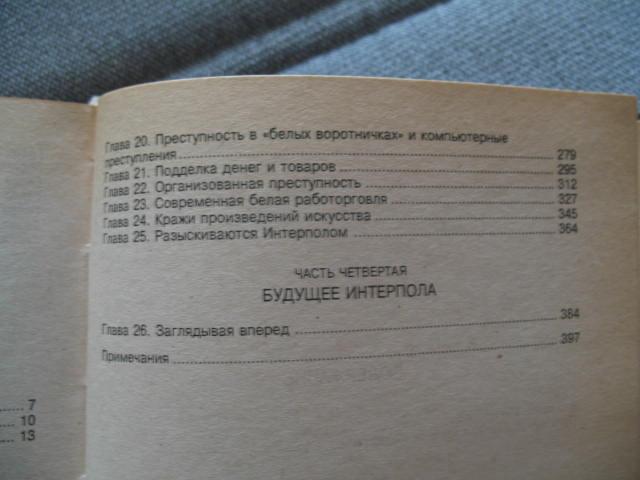 Глава 20. Преступность в «белых воротничках» и компьютерные
преступления 279
Глава 21. Подделка денег и товаров 295
Глава 22. Организованная преступность 312
Глава 23. Современная белая работорговля 327
Глава 24. Кражи произведений искусства 345
Глава 25. Разыскиваются Интерполом 364
ЧАСТЬ ЧЕТВЕРТАЯ
БУДУЩЕЕ ИНТЕРПОЛА
Глава 26. Заглядывая вперед 384
Примечания 397
7
10
13